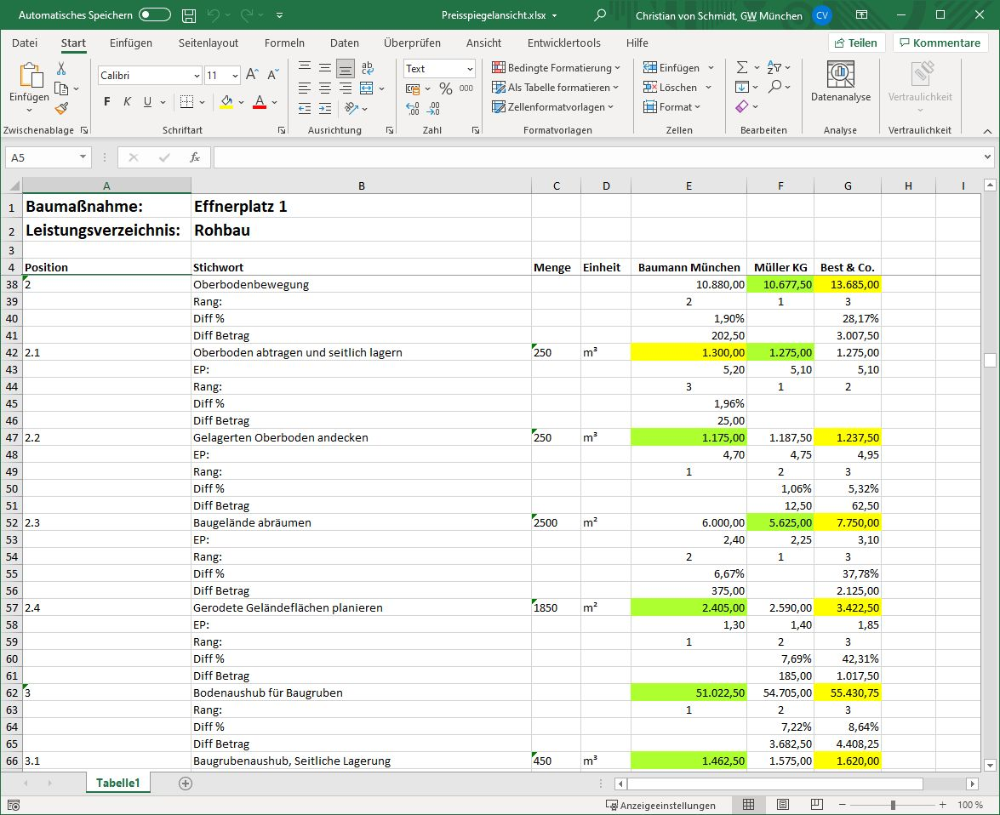 Automatisches Speichern Preisspiegelansicht.xlsx Christian von Schmidt, GW München CV
Datei Start Einfügen Seitenlayout Formeln Daten Überprüfen Ansicht Entwicklertools Hilfe Teilen Kommentare
Einfügen
Calibri 11
F K U
A A
A
ab
Text
% 000
Bedingte Formatierung
Als Tabelle formatieren
Zellenformatvorlagen
Einfügen
Löschen
Format
Datenanalyse
Vertraulichkeit
Zwischenablage Schriftart Ausrichtung Zahl Formatvorlagen Zellen Bearbeiten Analyse Vertraulichkeit
A5 fx
A B C D E F G H I
1 Baumaßnahme: Effnerplatz 1
2 Leistungsverzeichnis: Rohbau
3
4 Position Stichwort Menge Einheit Baumann München Müller KG Best & Co.
38 2 Oberbodenbewegung 10.880,00 10.677,50 13.685,00
39 Rang: 2 1 3
40 Diff % 1,90% 28,17%
41 Diff Betrag 202,50 3.007,50
42 2.1 Oberboden abtragen und seitlich lagern 250 m³ 1.300,00 1.275,00 1.275,00
43 EP: 5,20 5,10 5,10
44 Rang: 3 1 2
45 Diff % 1,96%
46 Diff Betrag 25,00
47 2.2 Gelagerten Oberboden andecken 250 m³ 1.175,00 1.187,50 1.237,50
48 EP: 4,70 4,75 4,95
49 Rang: 1 2 3
50 Diff % 1,06% 5,32%
51 Diff Betrag 12,50 62,50
52 2.3 Baugelände abräumen 2500 m² 6.000,00 5.625,00 7.750,00
53 EP: 2,40 2,25 3,10
54 Rang: 2 1 3
55 Diff % 6,67% 37,78%
56 Diff Betrag 375,00 2.125,00
57 2.4 Gerodete Geländeflächen planieren 1850 m² 2.405,00 2.590,00 3.422,50
58 EP: 1,30 1,40 1,85
59 Rang: 1 2 3
60 Diff % 7,69% 42,31%
61 Diff Betrag 185,00 1.017,50
62 3 Bodenaushub für Baugruben 51.022,50 54.705,00 55.430,75
63 Rang: 1 2 3
64 Diff % 7,22% 8,64%
65 Diff Betrag 3.682,50 4.408,25
66 3.1 Baugrubenaushub, Seitliche Lagerung 450 m³ 1.462,50 1.575,00 1.620,00
Tabelle1
Anzeigeeinstellungen 100 %